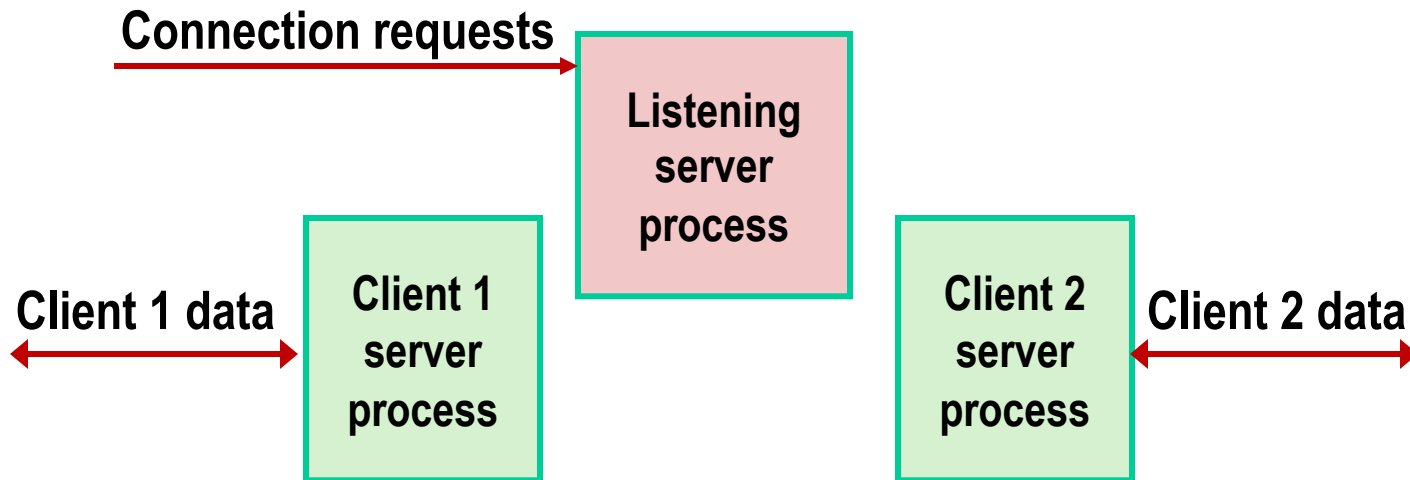 Connection requests
Listening
server
process
Client 1 data
Client 1
server
process
Client 2
server
process
Client 2 data